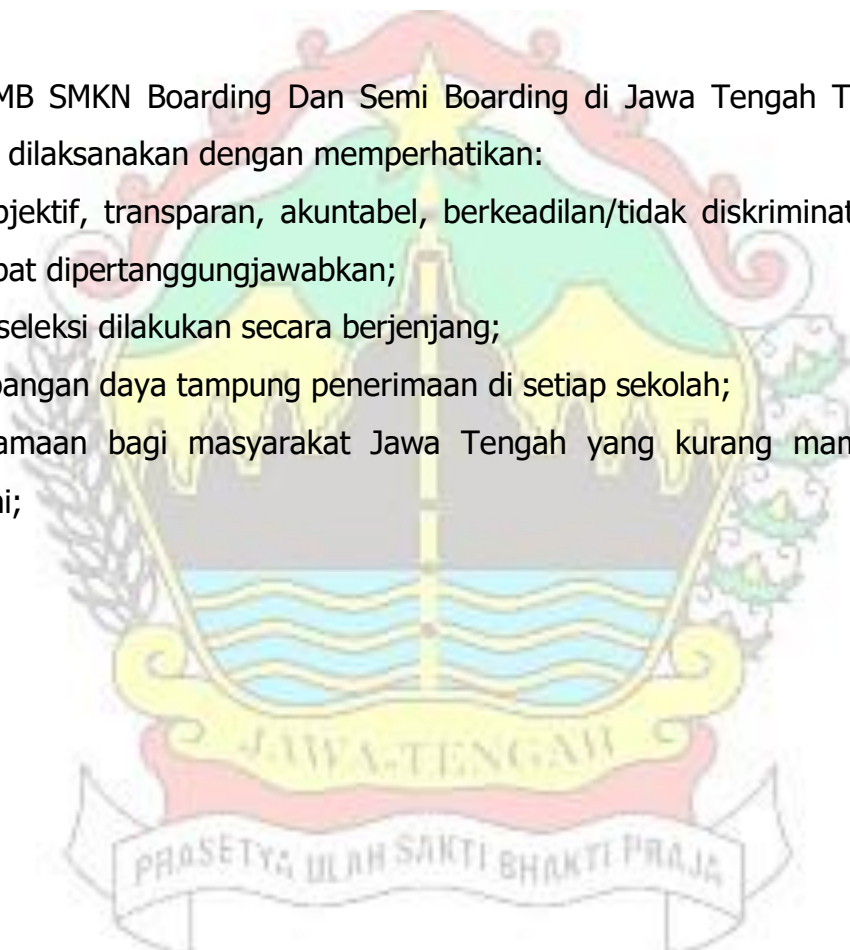 MB SMKN Boarding Dan Semi Boarding di Jawa Tengah T
dilaksanakan dengan memperhatikan:
bjektif, transparan, akuntabel, berkeadilan/tidak diskriminat
pat dipertanggungjawabkan;
seleksi dilakukan secara berjenjang;
bangan daya tampung penerimaan di setiap sekolah;
amaan bagi masyarakat Jawa Tengah yang kurang mam
ni;
JAWA-TENGAH
PRASETYA ULAH SAKTI BHAKTI PRAJA